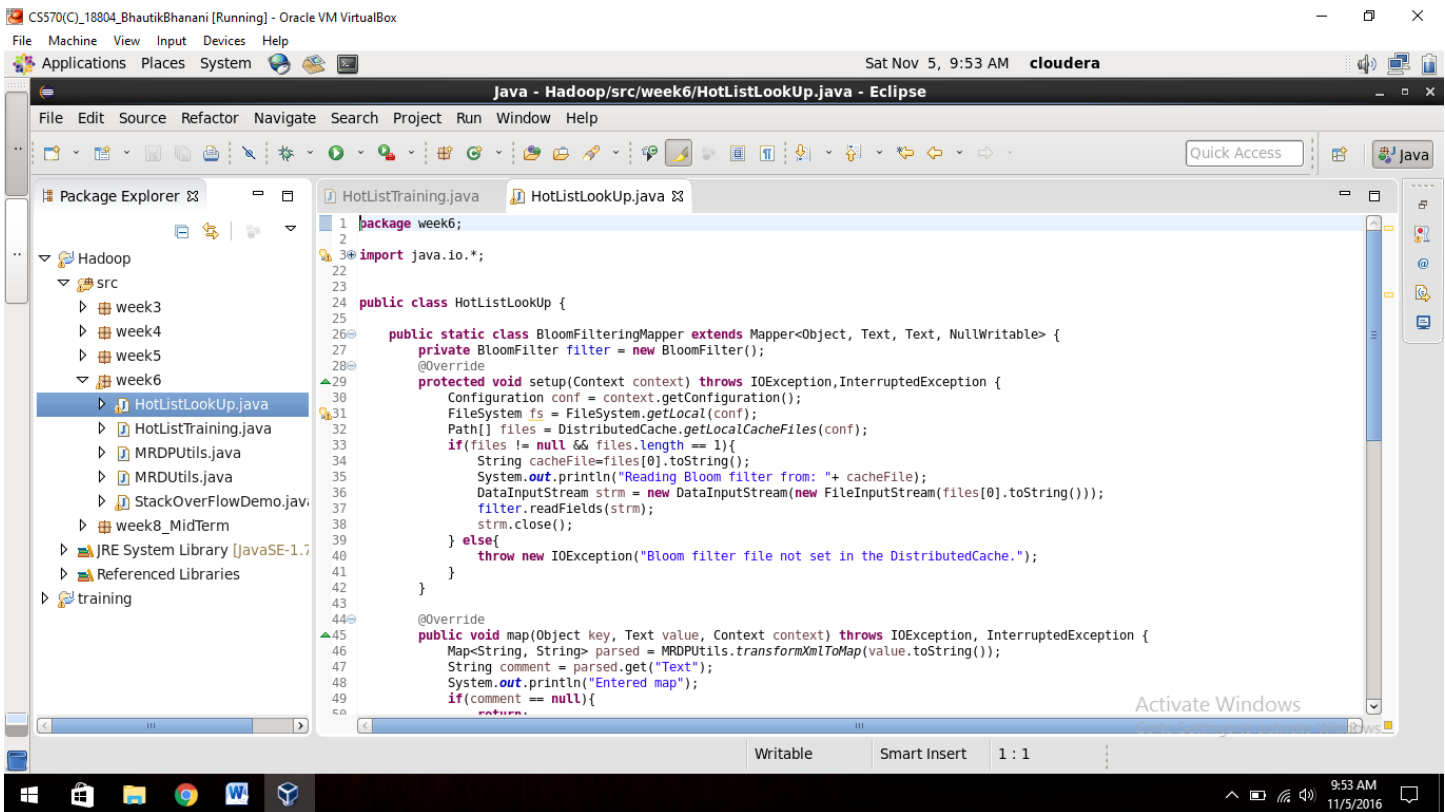 CS570(C)_18804_BhautikBhanani [Running] - Oracle VM VirtualBox
File Machine View Input Devices Help
Applications Places System Sat Nov 5, 9:53 AM cloudera
Java - Hadoop/src/week6/HotListLookUp.java - Eclipse
File Edit Source Refactor Navigate Search Project Run Window Help
Quick Access Java
Package Explorer
Hadoop
src
week3
week4
week5
week6
HotListLookUp.java
HotListTraining.java
MRDPUtils.java
MRDUtils.java
StackOverFlowDemo.java
week8_MidTerm
JRE System Library [JavaSE-1.7
Referenced Libraries
training
HotListTraining.java HotListLookUp.java
1 package week6;
2
3 import java.io.*;
22
23
24 public class HotListLookUp {
25
26 public static class BloomFilteringMapper extends Mapper<Object, Text, Text, NullWritable> {
27 private BloomFilter filter = new BloomFilter();
28 @Override
29 protected void setup(Context context) throws IOException,InterruptedException {
30 Configuration conf = context.getConfiguration();
31 FileSystem fs = FileSystem.getLocal(conf);
32 Path[] files = DistributedCache.getLocalCacheFiles(conf);
33 if(files != null && files.length == 1){
34 String cacheFile=files[0].toString();
35 System.out.println("Reading Bloom filter from: "+ cacheFile);
36 DataInputStream strm = new DataInputStream(new FileInputStream(files[0].toString()));
37 filter.readFields(strm);
38 strm.close();
39 } else{
40 throw new IOException("Bloom filter file not set in the DistributedCache.");
41 }
42 }
43
44 @Override
45 public void map(Object key, Text value, Context context) throws IOException, InterruptedException {
46 Map<String, String> parsed = MRDPUtils.transformXmlToMap(value.toString());
47 String comment = parsed.get("Text");
48 System.out.println("Entered map");
49 if(comment == null){
50 return;
Activate Windows
Writable Smart Insert 1 : 1
9:53 AM
11/5/2016